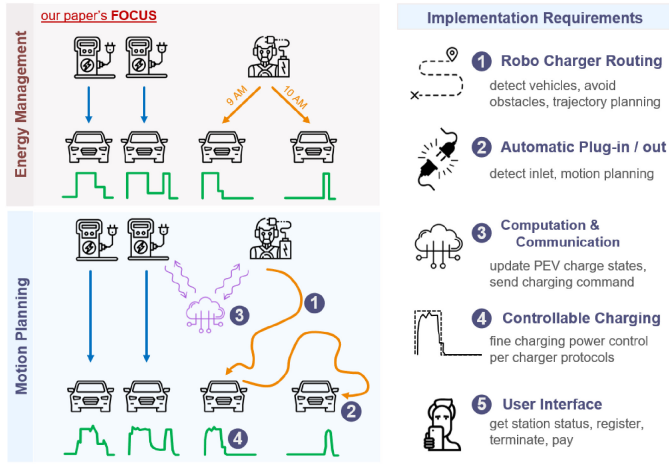 our paper's FOCUS
Energy Management
9 AM
10 AM
Motion Planning
3
1
2
4
Implementation Requirements
1 Robo Charger Routing
detect vehicles, avoid
obstacles, trajectory planning
2 Automatic Plug-in / out
detect inlet, motion planning
3 Computation &
Communication
update PEV charge states,
send charging command
4 Controllable Charging
fine charging power control
per charger protocols
5 User Interface
get station status, register,
terminate, pay